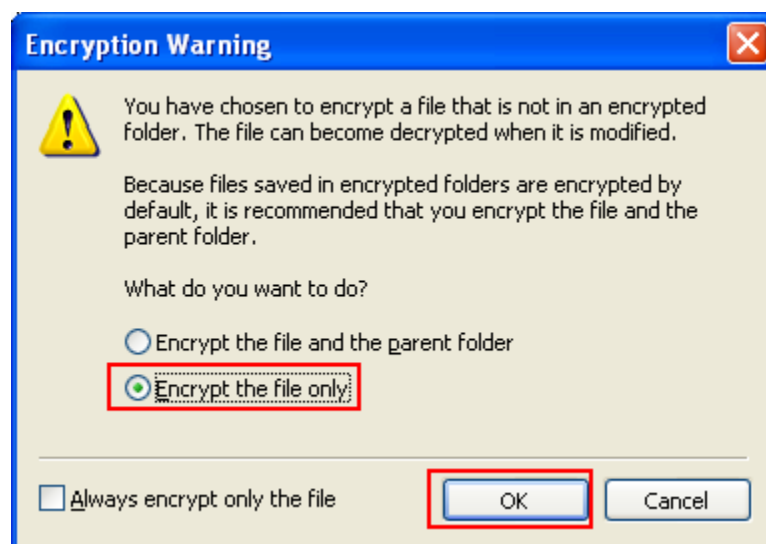 Encryption Warning
You have chosen to encrypt a file that is not in an encrypted
folder. The file can become decrypted when it is modified.
Because files saved in encrypted folders are encrypted by
default, it is recommended that you encrypt the file and the
parent folder.
What do you want to do?
Encrypt the file and the parent folder
Encrypt the file only
Always encrypt only the file
OK
Cancel